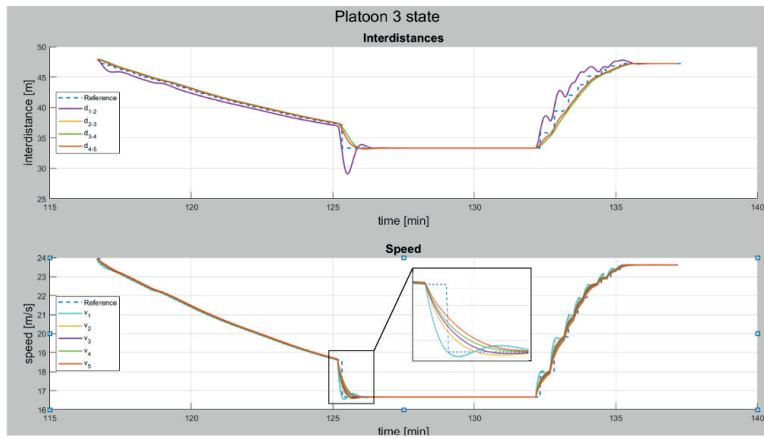 Platoon 3 state
Interdistances
interdistance [m]
50
45
40
35
30
25
Reference
d1-2
d2-3
d3-4
d4-5
115 120 125 130 135 140
time [min]
Speed
speed [m/s]
24
23
22
21
20
19
18
17
16
Reference
v1
v2
v3
v4
v5
115 120 125 130 135 140
time [min]